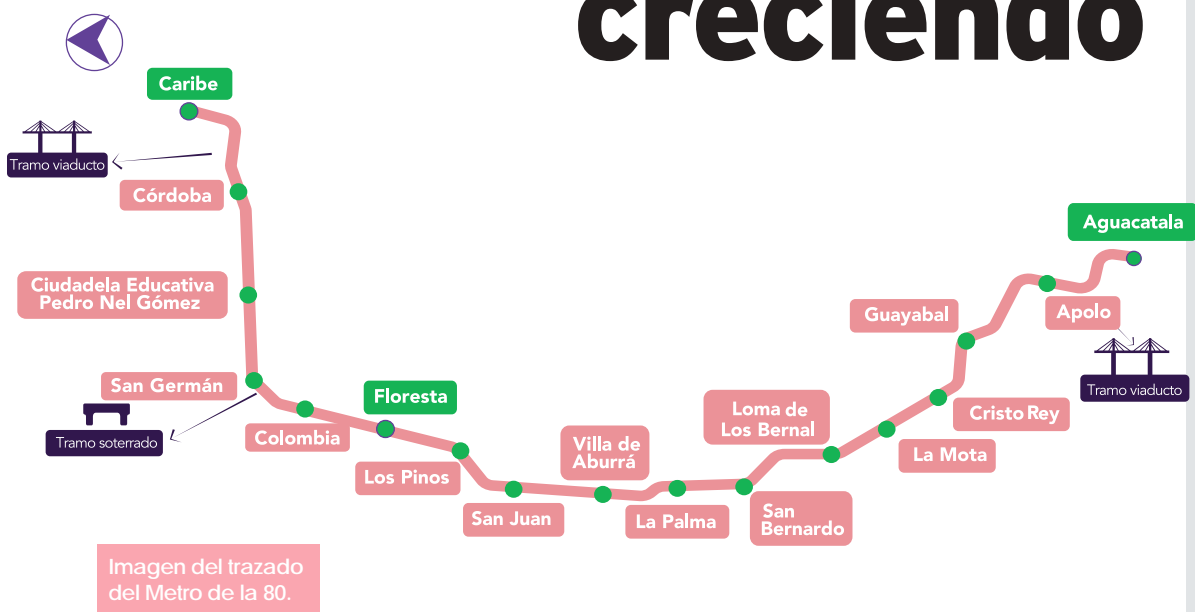 creciendo
Caribe
Tramo viaducto
Córdoba
Ciudadela Educativa
Pedro Nel Gómez
San Germán
Tramo soterrado
Colombia
Floresta
Los Pinos
San Juan
Villa de
Aburrá
La Palma
San
Bernardo
Loma de
Los Bernal
La Mota
Cristo Rey
Guayabal
Apolo
Aguacatala
Tramo viaducto
Imagen del trazado
del Metro de la 80.